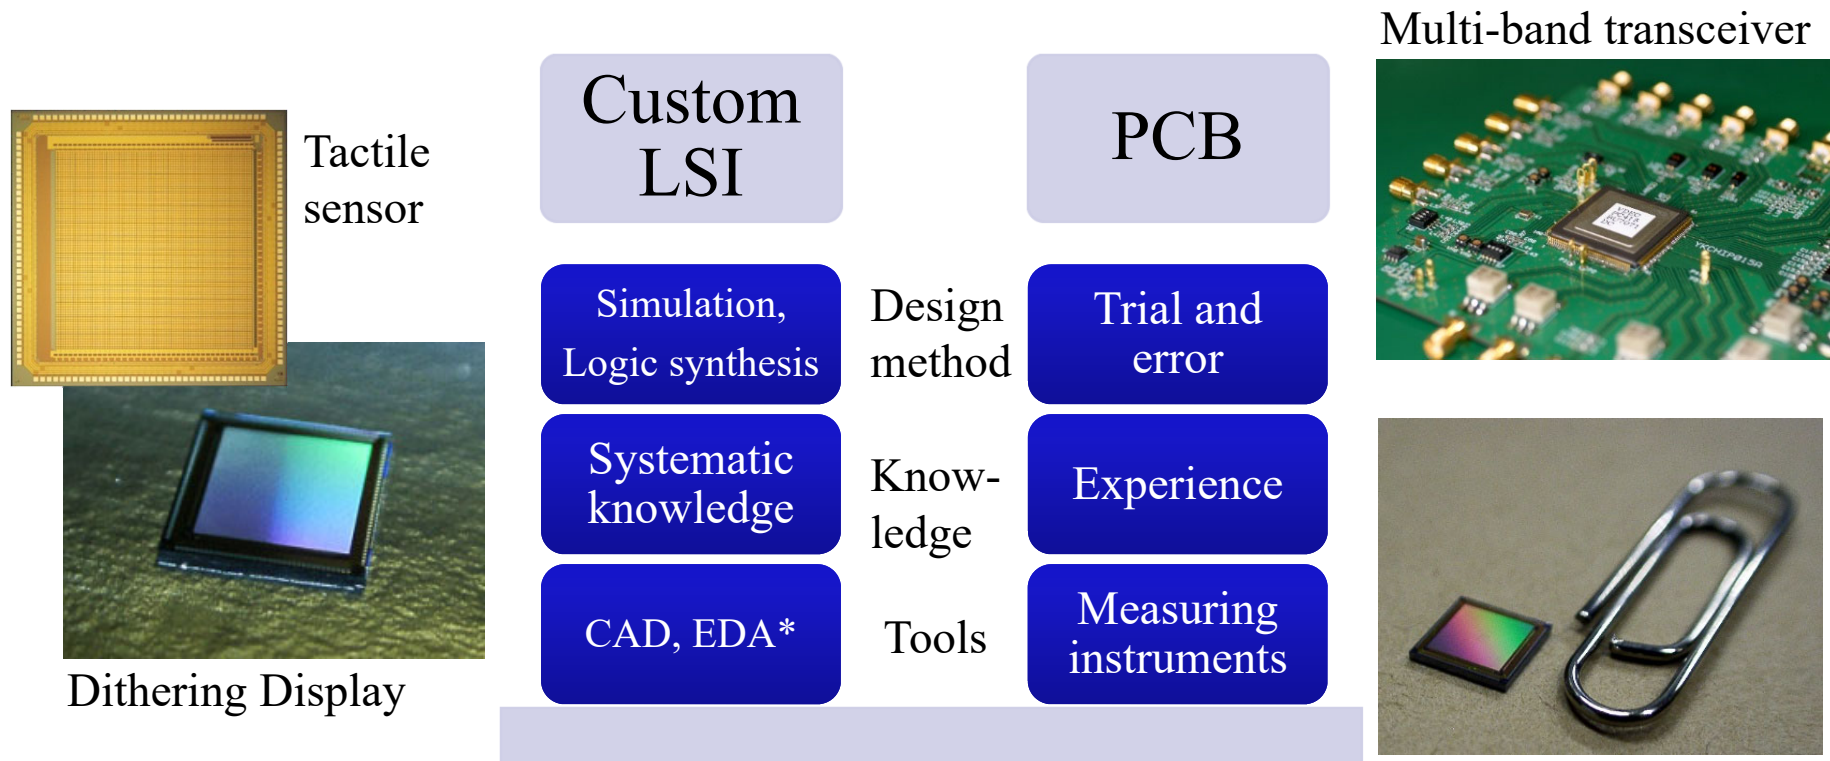 Multi-band transceiver
Custom
LSI
PCB
Tactile
sensor
Simulation,
Logic synthesis
Design
method
Trial and
error
Systematic
knowledge
Know-
ledge
Experience
CAD, EDA*
Tools
Measuring
instruments
Dithering Display
YKCHIP015A